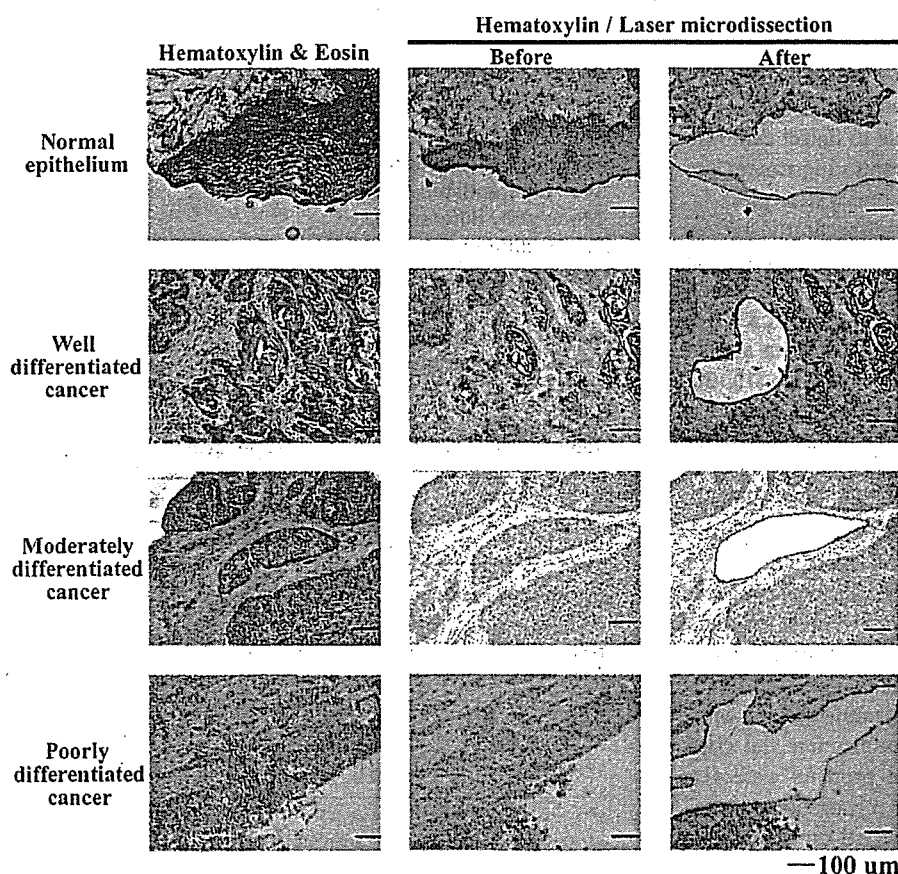 Hematoxylin / Laser microdissection
Hematoxylin & Eosin
Before
After
Normal
epithelium
Well
differentiated
cancer
Moderately
differentiated
cancer
Poorly
differentiated
cancer
—100 um